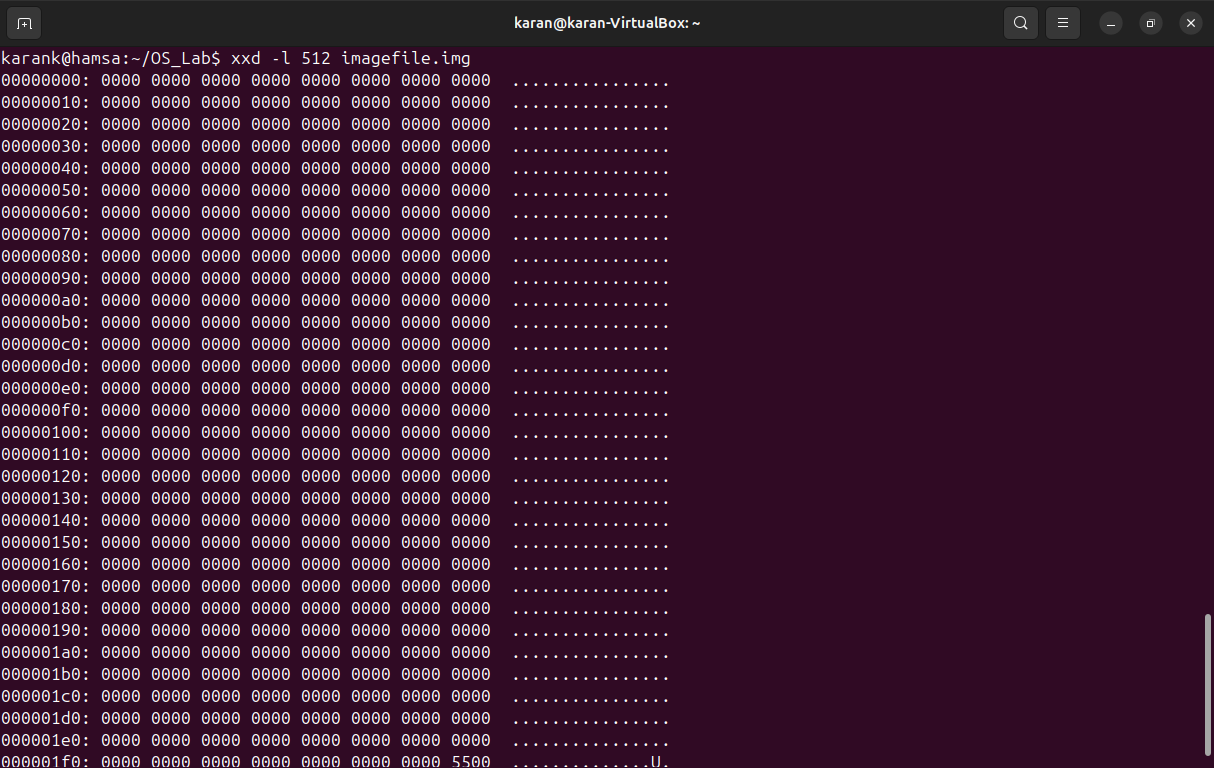 karan@karan-VirtualBox: ~
karank@hamsa:~/OS_Lab$ xxd -l 512 imagefile.img
00000000: 0000 0000 0000 0000 0000 0000 0000 0000  ................
00000010: 0000 0000 0000 0000 0000 0000 0000 0000  ................
00000020: 0000 0000 0000 0000 0000 0000 0000 0000  ................
00000030: 0000 0000 0000 0000 0000 0000 0000 0000  ................
00000040: 0000 0000 0000 0000 0000 0000 0000 0000  ................
00000050: 0000 0000 0000 0000 0000 0000 0000 0000  ................
00000060: 0000 0000 0000 0000 0000 0000 0000 0000  ................
00000070: 0000 0000 0000 0000 0000 0000 0000 0000  ................
00000080: 0000 0000 0000 0000 0000 0000 0000 0000  ................
00000090: 0000 0000 0000 0000 0000 0000 0000 0000  ................
000000a0: 0000 0000 0000 0000 0000 0000 0000 0000  ................
000000b0: 0000 0000 0000 0000 0000 0000 0000 0000  ................
000000c0: 0000 0000 0000 0000 0000 0000 0000 0000  ................
000000d0: 0000 0000 0000 0000 0000 0000 0000 0000  ................
000000e0: 0000 0000 0000 0000 0000 0000 0000 0000  ................
000000f0: 0000 0000 0000 0000 0000 0000 0000 0000  ................
00000100: 0000 0000 0000 0000 0000 0000 0000 0000  ................
00000110: 0000 0000 0000 0000 0000 0000 0000 0000  ................
00000120: 0000 0000 0000 0000 0000 0000 0000 0000  ................
00000130: 0000 0000 0000 0000 0000 0000 0000 0000  ................
00000140: 0000 0000 0000 0000 0000 0000 0000 0000  ................
00000150: 0000 0000 0000 0000 0000 0000 0000 0000  ................
00000160: 0000 0000 0000 0000 0000 0000 0000 0000  ................
00000170: 0000 0000 0000 0000 0000 0000 0000 0000  ................
00000180: 0000 0000 0000 0000 0000 0000 0000 0000  ................
00000190: 0000 0000 0000 0000 0000 0000 0000 0000  ................
000001a0: 0000 0000 0000 0000 0000 0000 0000 0000  ................
000001b0: 0000 0000 0000 0000 0000 0000 0000 0000  ................
000001c0: 0000 0000 0000 0000 0000 0000 0000 0000  ................
000001d0: 0000 0000 0000 0000 0000 0000 0000 0000  ................
000001e0: 0000 0000 0000 0000 0000 0000 0000 0000  ................
000001f0: 0000 0000 0000 0000 0000 0000 0000 5500  ..............U.